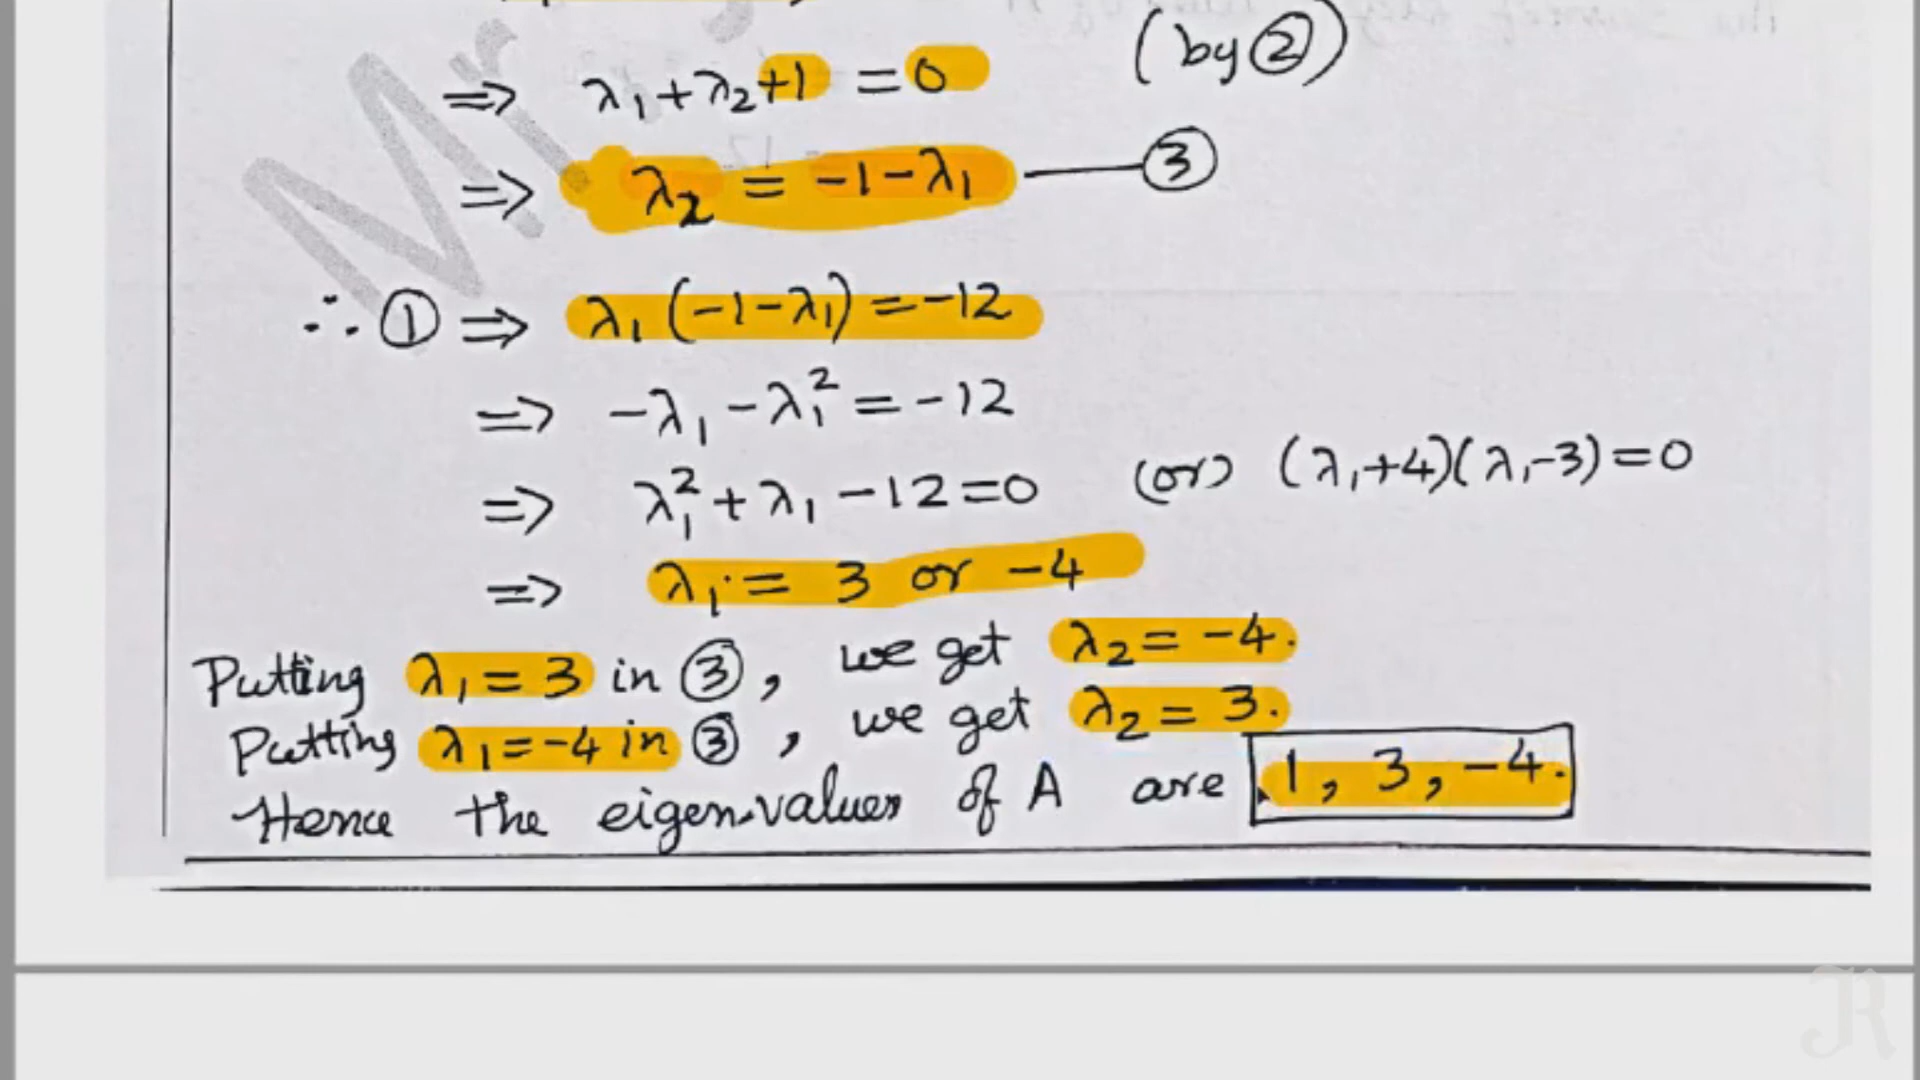 ⇒ λ₁+λ₂+1 = 0 (by ②)
⇒ λ₂ = -1-λ₁ —— ③
∴ ① ⇒ λ₁(-1-λ₁) = -12
⇒ -λ₁ - λ₁² = -12
⇒ λ₁² + λ₁ - 12 = 0 (or) (λ₁+4)(λ₁-3) = 0
⇒ λ₁ = 3 or -4
Putting λ₁ = 3 in ③, we get λ₂ = -4.
Putting λ₁ = -4 in ③, we get λ₂ = 3.
Hence the eigen values of A are 1, 3, -4.